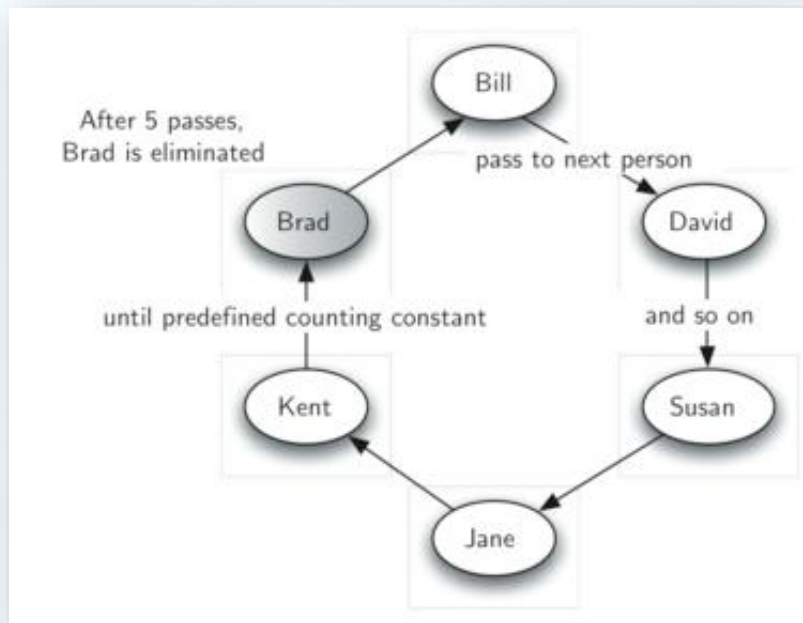 Bill
After 5 passes,
Brad is eliminated
pass to next person
Brad
David
until predefined counting constant
and so on
Kent
Susan
Jane